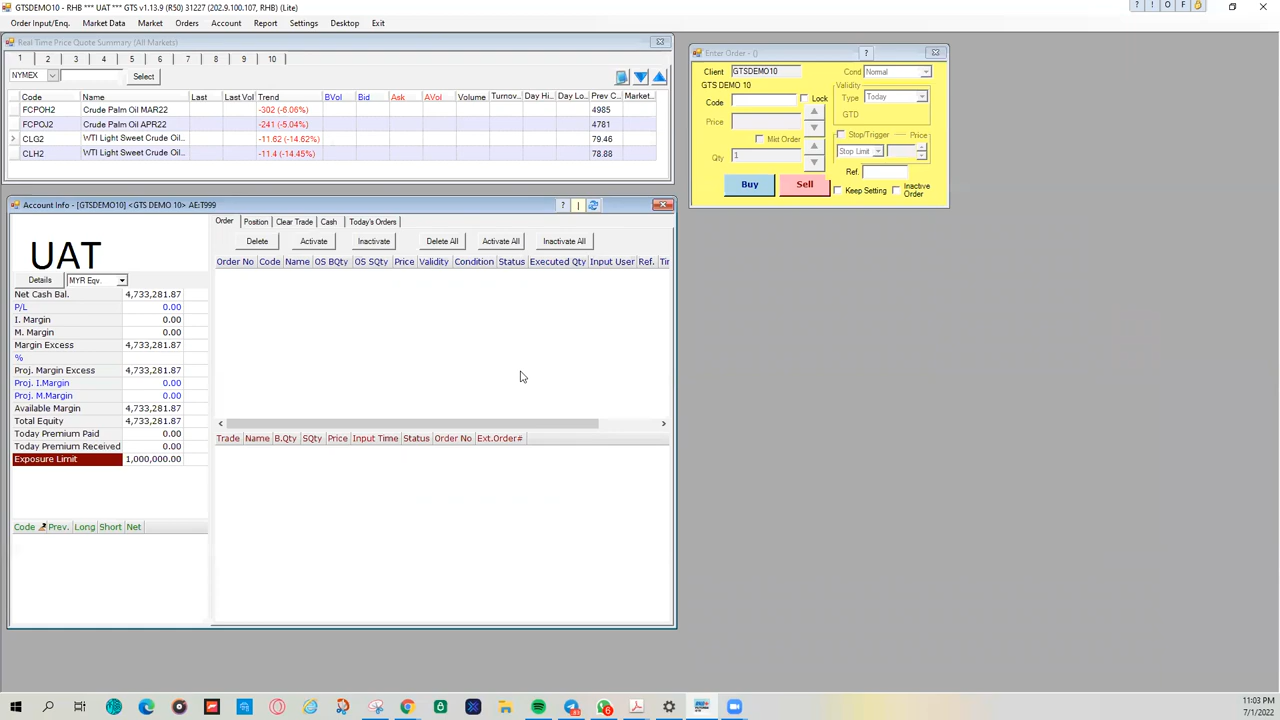 GTSDEMO10 - RHB *** UAT *** GTS v1.13.9 (R50) 31227 (202.9.100.107, RHB) (Lite)
? ! O F
Order Input/Enq. Market Data Market Orders Account Report Settings Desktop Exit
Real Time Price Quote Summary (All Markets)
1 2 3 4 5 6 7 8 9 10
NYMEX Select
Code Name Last Last Vol Trend BVol Bid Ask AVol Volume Turnov... Day Hi... Day Lo... Prev C... Market...
FCPOH2 Crude Palm Oil MAR22 -302 (-6.06%) 4985
FCPOJ2 Crude Palm Oil APR22 -241 (-5.04%) 4781
CLG2 WTI Light Sweet Crude Oil... -11.62 (-14.62%) 79.46
CLH2 WTI Light Sweet Crude Oil... -11.4 (-14.45%) 78.88
Enter Order - () ?
Client GTSDEMO10 Cond Normal
GTS DEMO 10 Validity
Code Lock Type Today
Price GTD
Mkt Order Stop/Trigger Price
Qty 1 Stop Limit
Ref.
Buy Sell Keep Setting Inactive Order
Account Info - [GTSDEMO10] <GTS DEMO 10> AE:T999 ? |
UAT
Details MYR Eqv.
Net Cash Bal. 4,733,281.87
P/L 0.00
I. Margin 0.00
M. Margin 0.00
Margin Excess 4,733,281.87
%
Proj. Margin Excess 4,733,281.87
Proj. I.Margin 0.00
Proj. M.Margin 0.00
Available Margin 4,733,281.87
Total Equity 4,733,281.87
Today Premium Paid 0.00
Today Premium Received 0.00
Exposure Limit 1,000,000.00
Code Prev. Long Short Net
Order Position Clear Trade Cash Today's Orders
Delete Activate Inactivate Delete All Activate All Inactivate All
Order No Code Name OS BQty OS SQty Price Validity Condition Status Executed Qty Input User Ref. Tir
Trade Name B.Qty SQty Price Input Time Status Order No Ext.Order#
11:03 PM
7/1/2022